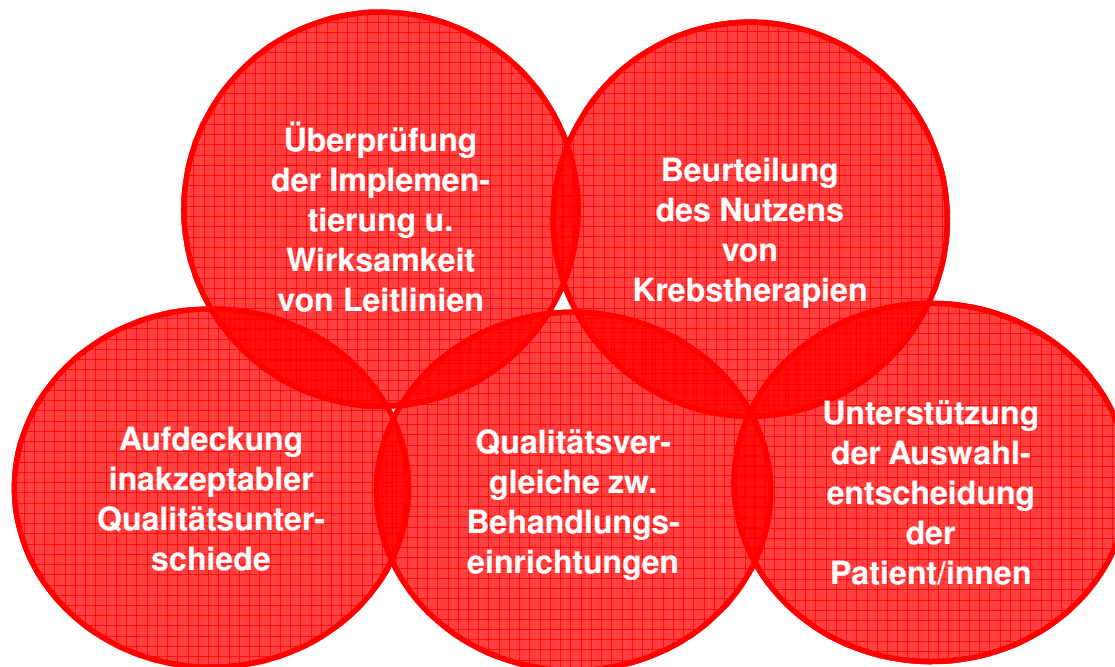 Überprüfung
der Implemen-
tierung u.
Wirksamkeit
von Leitlinien
Beurteilung
des Nutzens
von
Krebstherapien
Aufdeckung
inakzeptabler
Qualitätsunter-
schiede
Qualitätsver-
gleiche zw.
Behandlungs-
einrichtungen
Unterstützung
der Auswahl-
entscheidung
der
Patient/innen